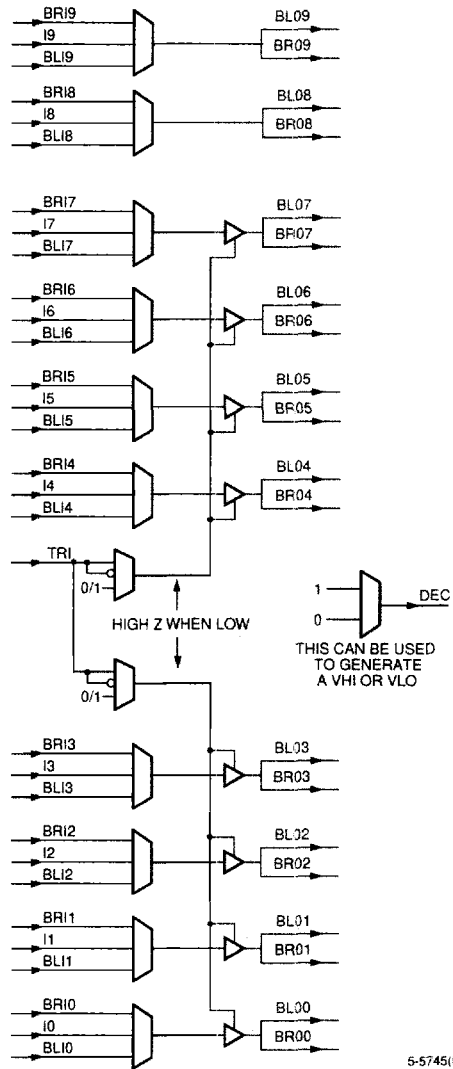 BRI9 BL09
I9 BR09
BLI9
BRI8 BL08
I8 BR08
BLI8
BRI7 BL07
I7 BR07
BLI7
BRI6 BL06
I6 BR06
BLI6
BRI5 BL05
I5 BR05
BLI5
BRI4 BL04
I4 BR04
BLI4
TRI
0/1
HIGH Z WHEN LOW
1
0
DEC
THIS CAN BE USED
TO GENERATE
A VHI OR VLO
0/1
BRI3 BL03
I3 BR03
BLI3
BRI2 BL02
I2 BR02
BLI2
BRI1 BL01
I1 BR01
BLI1
BRI0 BL00
I0 BR00
BLI0
5-5745(